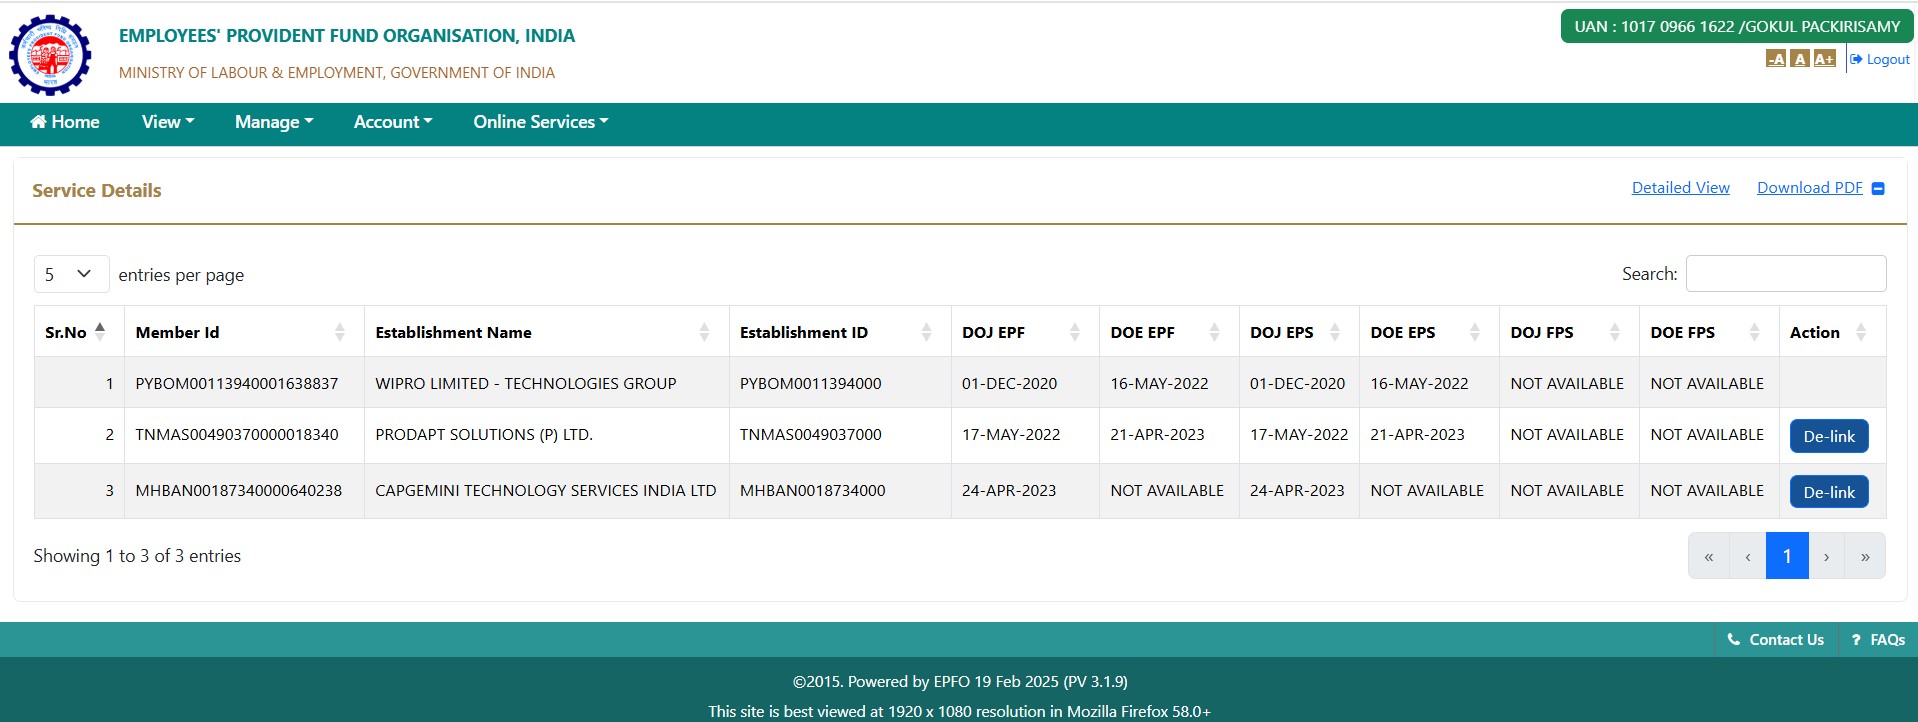 EMPLOYEES' PROVIDENT FUND ORGANISATION, INDIA
MINISTRY OF LABOUR & EMPLOYMENT, GOVERNMENT OF INDIA
UAN : 1017 0966 1622 /GOKUL PACKIRISAMY
-A A A+ Logout
Home View Manage Account Online Services
Service Details Detailed View Download PDF
5 entries per page Search:
Sr.No Member Id Establishment Name Establishment ID DOJ EPF DOE EPF DOJ EPS DOE EPS DOJ FPS DOE FPS Action
1 PYBOM00113940001638837 WIPRO LIMITED - TECHNOLOGIES GROUP PYBOM0011394000 01-DEC-2020 16-MAY-2022 01-DEC-2020 16-MAY-2022 NOT AVAILABLE NOT AVAILABLE
2 TNMAS00490370000018340 PRODAPT SOLUTIONS (P) LTD. TNMAS0049037000 17-MAY-2022 21-APR-2023 17-MAY-2022 21-APR-2023 NOT AVAILABLE NOT AVAILABLE De-link
3 MHBAN00187340000640238 CAPGEMINI TECHNOLOGY SERVICES INDIA LTD MHBAN0018734000 24-APR-2023 NOT AVAILABLE 24-APR-2023 NOT AVAILABLE NOT AVAILABLE NOT AVAILABLE De-link
Showing 1 to 3 of 3 entries « ‹ 1 › »
Contact Us ? FAQs
©2015. Powered by EPFO 19 Feb 2025 (PV 3.1.9)
This site is best viewed at 1920 x 1080 resolution in Mozilla Firefox 58.0+